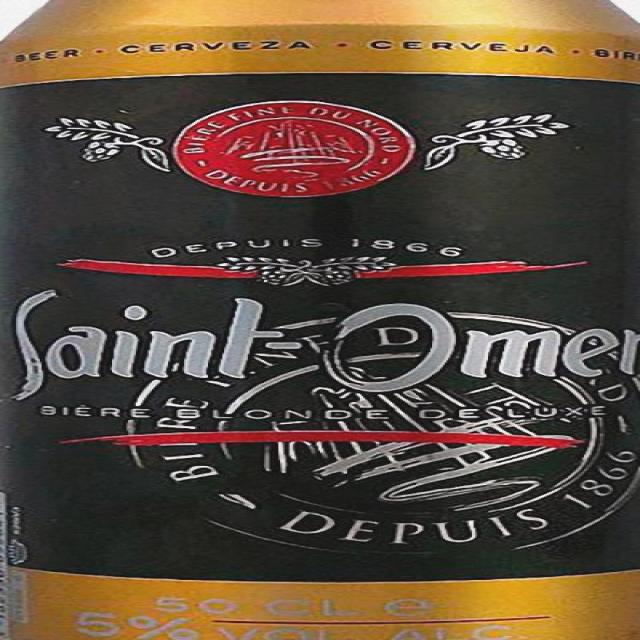 BEER • CERVEZA • CERVEJA •
BIÈRE FINE DU NORD
- DEPUIS 1866 -
DEPUIS 1866
Saint-Omer
BIÈRE BLONDE DE LUXE
- DEPUIS 1866 -
50 CL e
5% VOL ALC.